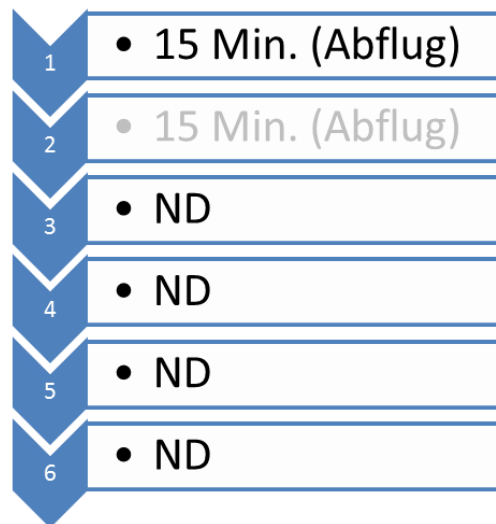 1 • 15 Min. (Abflug)
2 • 15 Min. (Abflug)
3 • ND
4 • ND
5 • ND
6 • ND